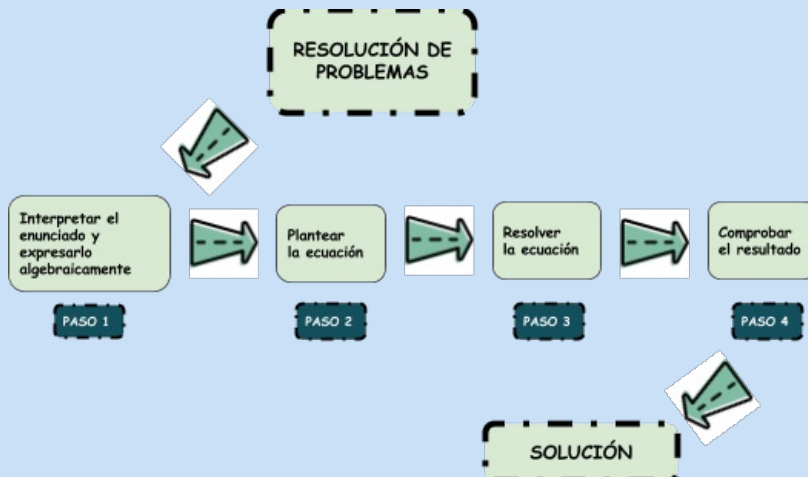 RESOLUCIÓN DE
PROBLEMAS
Interpretar el
enunciado y
expresarlo
algebraicamente
PASO 1
Plantear
la ecuación
PASO 2
Resolver
la ecuación
PASO 3
Comprobar
el resultado
PASO 4
SOLUCIÓN